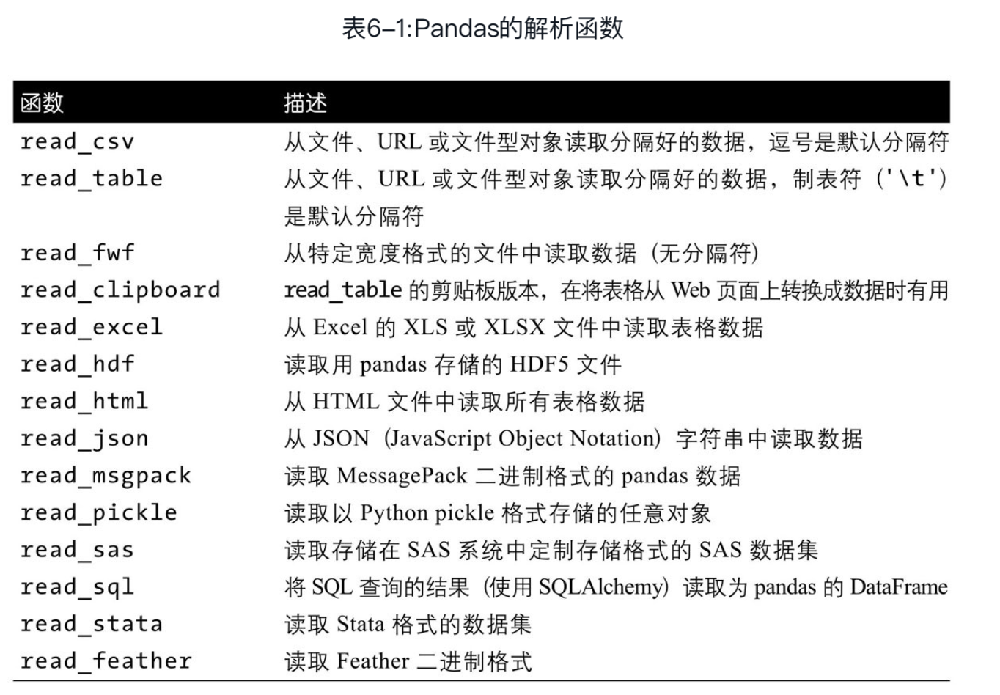 表6-1:Pandas的解析函数
函数 描述
read_csv 从文件、URL 或文件型对象读取分隔好的数据，逗号是默认分隔符
read_table 从文件、URL 或文件型对象读取分隔好的数据，制表符（'\t'）
是默认分隔符
read_fwf 从特定宽度格式的文件中读取数据（无分隔符）
read_clipboard read_table 的剪贴板版本，在将表格从 Web 页面上转换成数据时有用
read_excel 从 Excel 的 XLS 或 XLSX 文件中读取表格数据
read_hdf 读取用 pandas 存储的 HDF5 文件
read_html 从 HTML 文件中读取所有表格数据
read_json 从 JSON（JavaScript Object Notation）字符串中读取数据
read_msgpack 读取 MessagePack 二进制格式的 pandas 数据
read_pickle 读取以 Python pickle 格式存储的任意对象
read_sas 读取存储在 SAS 系统中定制存储格式的 SAS 数据集
read_sql 将 SQL 查询的结果（使用 SQLAlchemy）读取为 pandas 的 DataFrame
read_stata 读取 Stata 格式的数据集
read_feather 读取 Feather 二进制格式